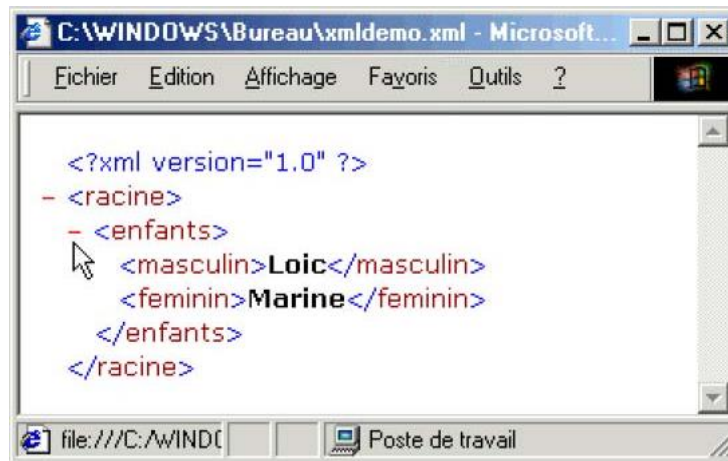 C:\WINDOWS\Bureau\xmldemo.xml - Microsoft...
Fichier Edition Affichage Favoris Outils ?
<?xml version="1.0" ?>
- <racine>
- <enfants>
<masculin>Loic</masculin>
<feminin>Marine</feminin>
</enfants>
</racine>
file:///C:/WIND Poste de travail